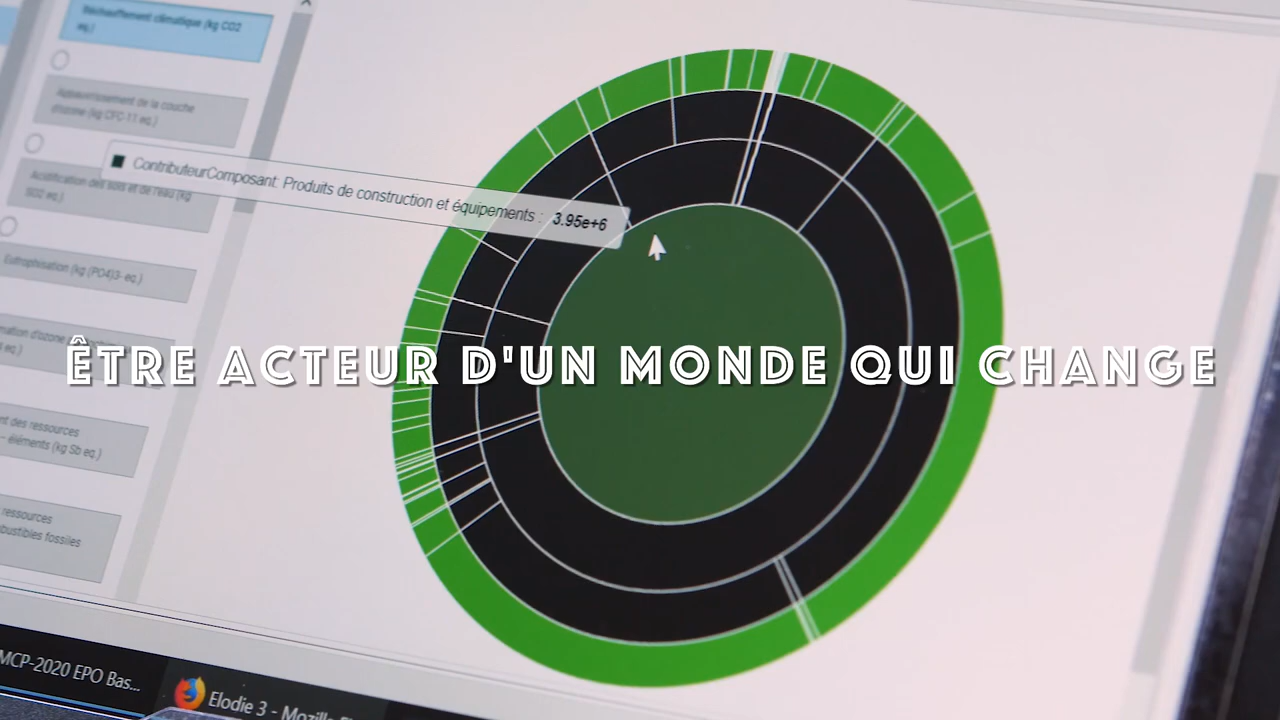 Réchauffement climatique (kg CO2
eq.)
Appauvrissement de la couche
d'ozone (kg CFC-11 eq.)
ContributeurComposant: Produits de construction et équipements : 3.95e+6
Acidification des sols et de l'eau (kg
SO2 eq.)
Eutrophisation (kg (PO4)3- eq.)
ÊTRE ACTEUR D'UN MONDE QUI CHANGE
nt des ressources
– éléments (kg Sb eq.)
ressources
bustibles fossiles
MCP-2020 EPO Bas...
Elodie 3 - Mozilla